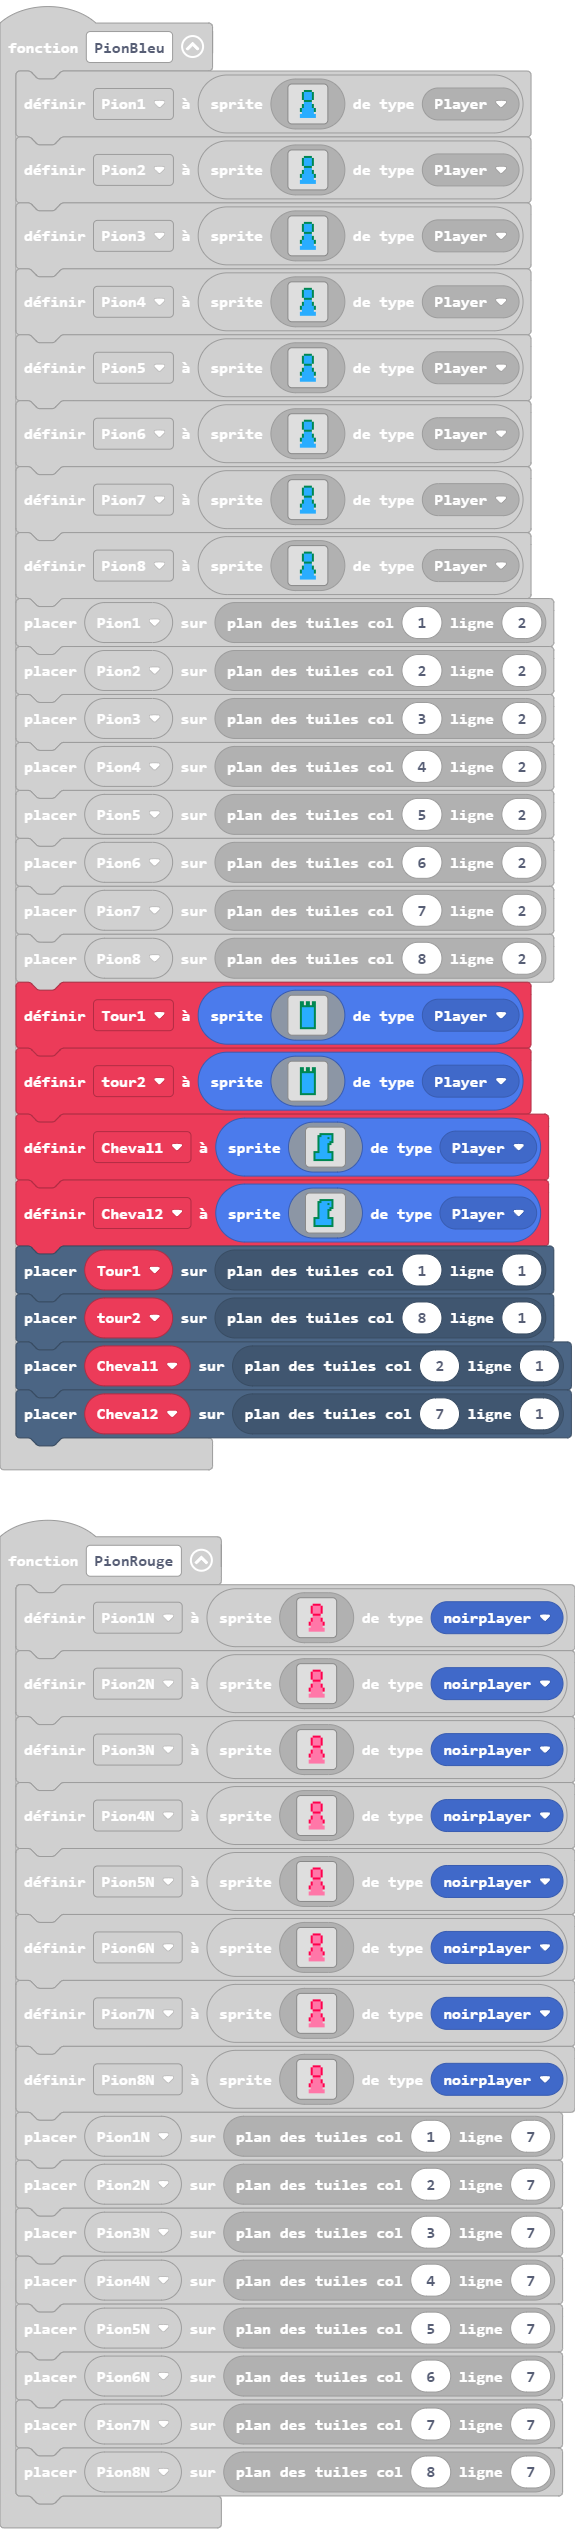 fonction PionBleu
définir Pion1 à sprite de type Player
définir Pion2 à sprite de type Player
définir Pion3 à sprite de type Player
définir Pion4 à sprite de type Player
définir Pion5 à sprite de type Player
définir Pion6 à sprite de type Player
définir Pion7 à sprite de type Player
définir Pion8 à sprite de type Player
placer Pion1 sur plan des tuiles col 1 ligne 2
placer Pion2 sur plan des tuiles col 2 ligne 2
placer Pion3 sur plan des tuiles col 3 ligne 2
placer Pion4 sur plan des tuiles col 4 ligne 2
placer Pion5 sur plan des tuiles col 5 ligne 2
placer Pion6 sur plan des tuiles col 6 ligne 2
placer Pion7 sur plan des tuiles col 7 ligne 2
placer Pion8 sur plan des tuiles col 8 ligne 2
définir Tour1 à sprite de type Player
définir tour2 à sprite de type Player
définir Cheval1 à sprite de type Player
définir Cheval2 à sprite de type Player
placer Tour1 sur plan des tuiles col 1 ligne 1
placer tour2 sur plan des tuiles col 8 ligne 1
placer Cheval1 sur plan des tuiles col 2 ligne 1
placer Cheval2 sur plan des tuiles col 7 ligne 1
fonction PionRouge
définir Pion1N à sprite de type noirplayer
définir Pion2N à sprite de type noirplayer
définir Pion3N à sprite de type noirplayer
définir Pion4N à sprite de type noirplayer
définir Pion5N à sprite de type noirplayer
définir Pion6N à sprite de type noirplayer
définir Pion7N à sprite de type noirplayer
définir Pion8N à sprite de type noirplayer
placer Pion1N sur plan des tuiles col 1 ligne 7
placer Pion2N sur plan des tuiles col 2 ligne 7
placer Pion3N sur plan des tuiles col 3 ligne 7
placer Pion4N sur plan des tuiles col 4 ligne 7
placer Pion5N sur plan des tuiles col 5 ligne 7
placer Pion6N sur plan des tuiles col 6 ligne 7
placer Pion7N sur plan des tuiles col 7 ligne 7
placer Pion8N sur plan des tuiles col 8 ligne 7